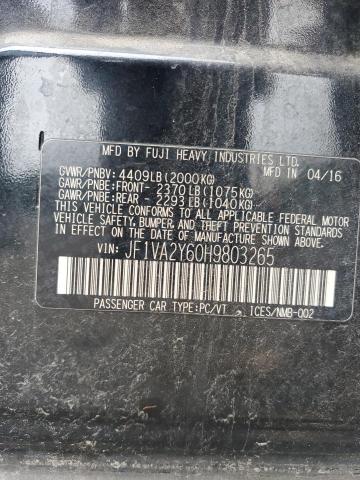 MFD BY FUJI HEAVY INDUSTRIES LTD. 04/16
GVWR/PNBV: 4409LB(2000KG)
GAWR/PNBE:FRONT- 2370LB(1075KG)
GAWR/PNBE:REAR - 2293LB(1040KG)
THIS VEHICLE CONFORMS TO ALL APPLICABLE FEDERAL MOTOR
VEHICLE SAFETY, BUMPER, AND THEFT PREVENTION STANDARDS
IN EFFECT ON THE DATE OF MANUFACTURE SHOWN ABOVE.
VIN: JF1VA2Y60H9803265
PASSENGER CAR TYPE:PC/VT ICES/NMB-002